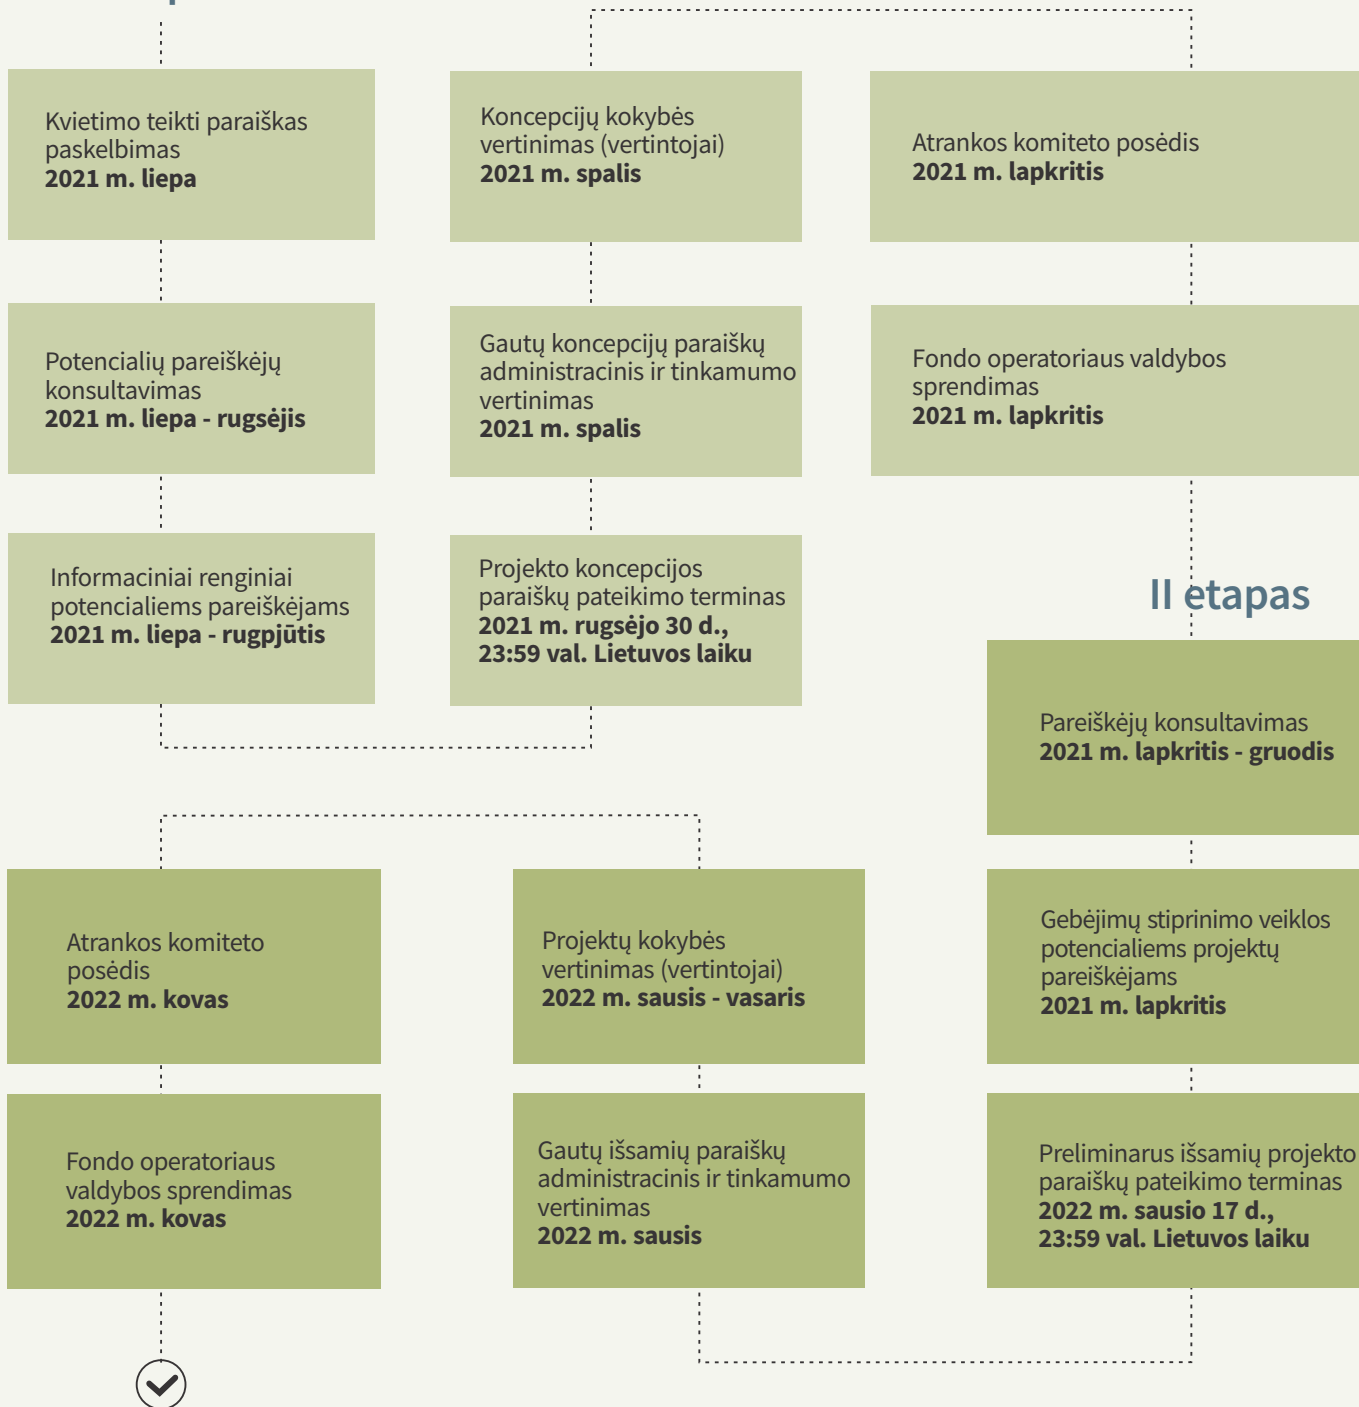 Kvietimo teikti paraiškas
paskelbimas
2021 m. liepa
Potencialių pareiškėjų
konsultavimas
2021 m. liepa - rugsėjis
Informaciniai renginiai
potencialiems pareiškėjams
2021 m. liepa - rugpjūtis
Projekto koncepcijos
paraiškų pateikimo terminas
2021 m. rugsėjo 30 d.,
23:59 val. Lietuvos laiku
Gautų koncepcijų paraiškų
administracinis ir tinkamumo
vertinimas
2021 m. spalis
Koncepcijų kokybės
vertinimas (vertintojai)
2021 m. spalis
Atrankos komiteto posėdis
2021 m. lapkritis
Fondo operatoriaus valdybos
sprendimas
2021 m. lapkritis
II etapas
Pareiškėjų konsultavimas
2021 m. lapkritis - gruodis
Gebėjimų stiprinimo veiklos
potencialiems projektų
pareiškėjams
2021 m. lapkritis
Preliminarus išsamių projekto
paraiškų pateikimo terminas
2022 m. sausio 17 d.,
23:59 val. Lietuvos laiku
Gautų išsamių paraiškų
administracinis ir tinkamumo
vertinimas
2022 m. sausis
Projektų kokybės
vertinimas (vertintojai)
2022 m. sausis - vasaris
Atrankos komiteto
posėdis
2022 m. kovas
Fondo operatoriaus
valdybos sprendimas
2022 m. kovas